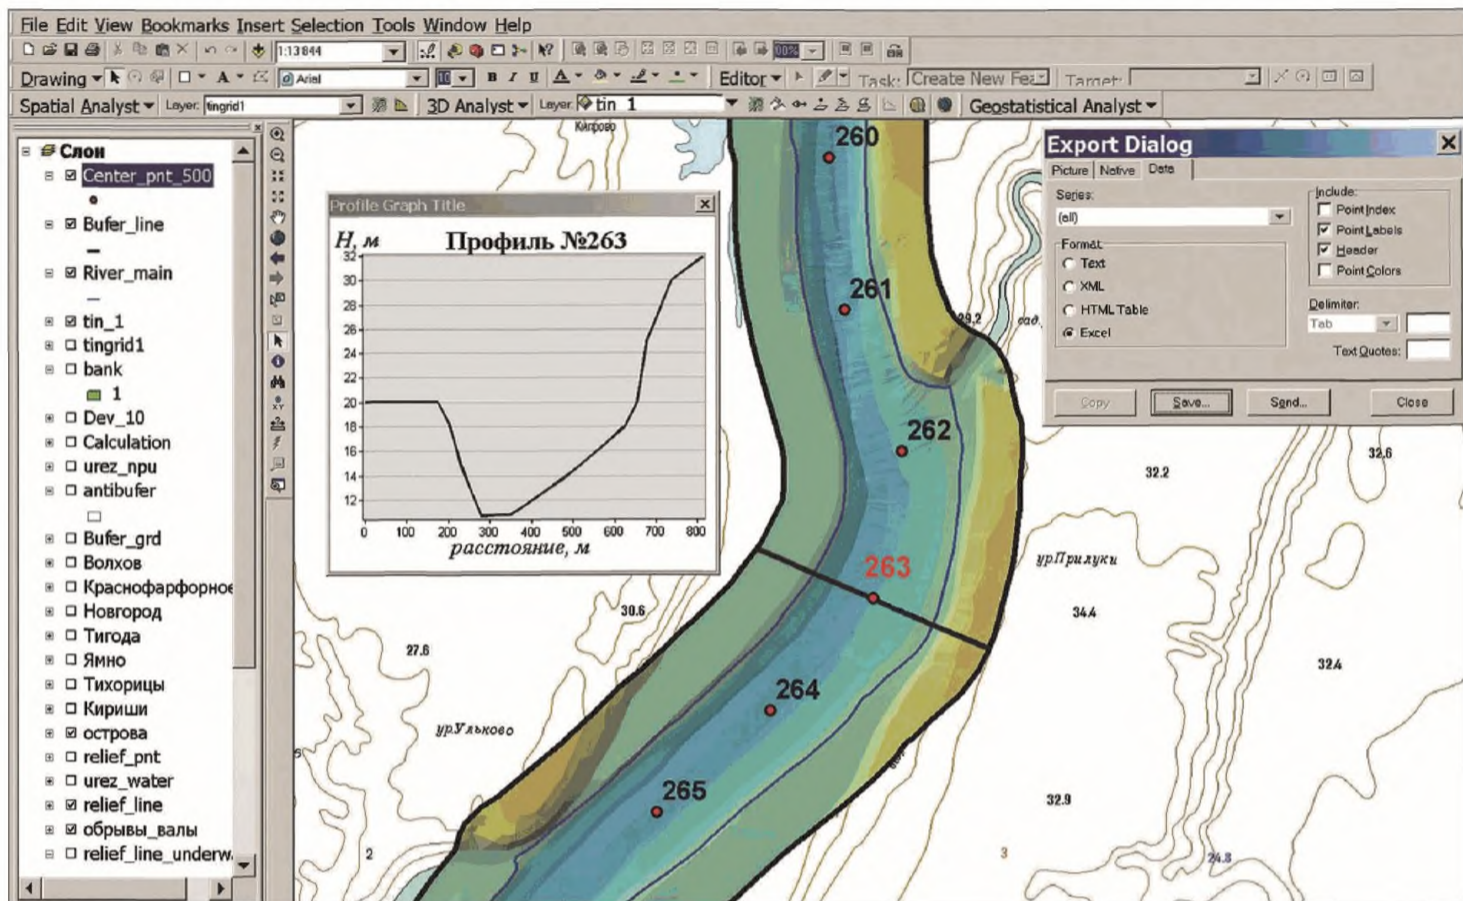 File Edit View Bookmarks Insert Selection Tools Window Help
1:13844
Drawing Arial 10 B I U A Editor Task: Create New Fea Target:
Spatial Analyst Layer: tingrid1 3D Analyst Layer: tin_1 Geostatistical Analyst
Слои
Center_pnt_500
Bufer_line
River_main
tin_1
tingrid1
bank
1
Dev_10
Calculation
urez_npu
antibufer
Bufer_grd
Волхов
Краснофарфорное
Новгород
Тигода
Ямно
Тихорицы
Кириши
острова
relief_pnt
urez_water
relief_line
обрывы_валы
relief_line_underw
Profile Graph Title
H, м
Профиль №263
32
30
28
26
24
22
20
18
16
14
12
0 100 200 300 400 500 600 700 800
расстояние, м
Export Dialog
Picture Native Data
Series:
(all)
Format:
Text
XML
HTML Table
Excel
Include:
Point Index
Point Labels
Header
Point Colors
Delimiter:
Tab
Text Quotes:
Copy Save... Send... Close
260
261
262
263
264
265
сад.
32.2
32.6
ур.Прилуки
34.4
30.6
27.6
32.4
ур.Ульково
32.9
2
3
24.8